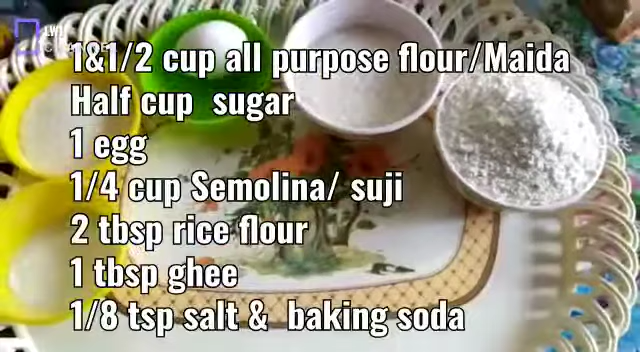 1&1/2 cup all purpose flour/Maida
Half cup sugar
1 egg
1/4 cup Semolina/ suji
2 tbsp rice flour
1 tbsp ghee
1/8 tsp salt & baking soda